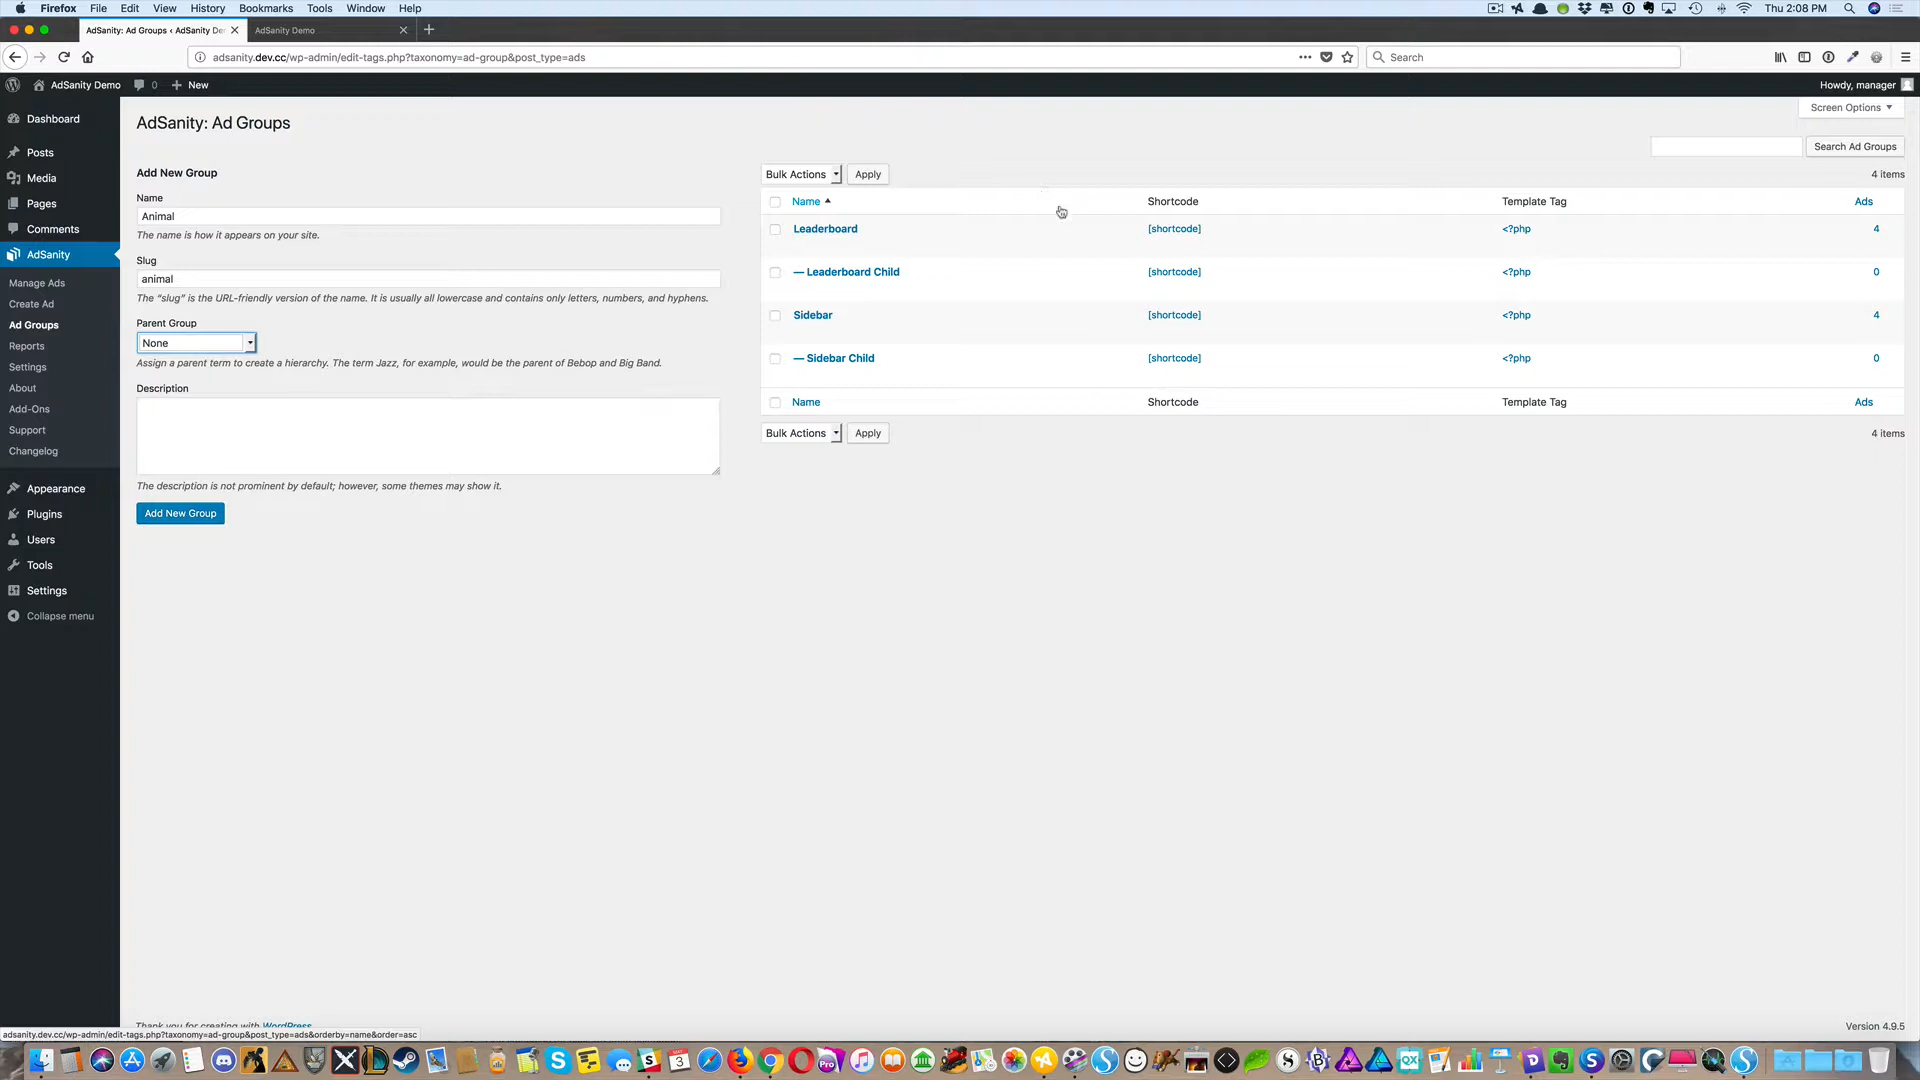 Firefox File Edit View History Bookmarks Tools Window Help Thu 2:08 PM
AdSanity: Ad Groups ‹ AdSanity De
AdSanity Demo
adsanity.dev.cc/wp-admin/edit-tags.php?taxonomy=ad-group&post_type=ads
Search
AdSanity Demo 0 New Howdy, manager
Screen Options
Dashboard
Posts
Media
Pages
Comments
AdSanity
Manage Ads
Create Ad
Ad Groups
Reports
Settings
About
Add-Ons
Support
Changelog
Appearance
Plugins
Users
Tools
Settings
Collapse menu
AdSanity: Ad Groups
Search Ad Groups
Add New Group
Name
Animal
The name is how it appears on your site.
Slug
animal
The “slug” is the URL-friendly version of the name. It is usually all lowercase and contains only letters, numbers, and hyphens.
Parent Group
None
Assign a parent term to create a hierarchy. The term Jazz, for example, would be the parent of Bebop and Big Band.
Description
The description is not prominent by default; however, some themes may show it.
Add New Group
Bulk Actions Apply 4 items
Name Shortcode Template Tag Ads
Leaderboard [shortcode] <?php 4
— Leaderboard Child [shortcode] <?php 0
Sidebar [shortcode] <?php 4
— Sidebar Child [shortcode] <?php 0
Name Shortcode Template Tag Ads
Bulk Actions Apply 4 items
Thank you for creating with WordPress
Version 4.9.5
adsanity.dev.cc/wp-admin/edit-tags.php?taxonomy=ad-group&post_type=ads&orderby=name&order=asc